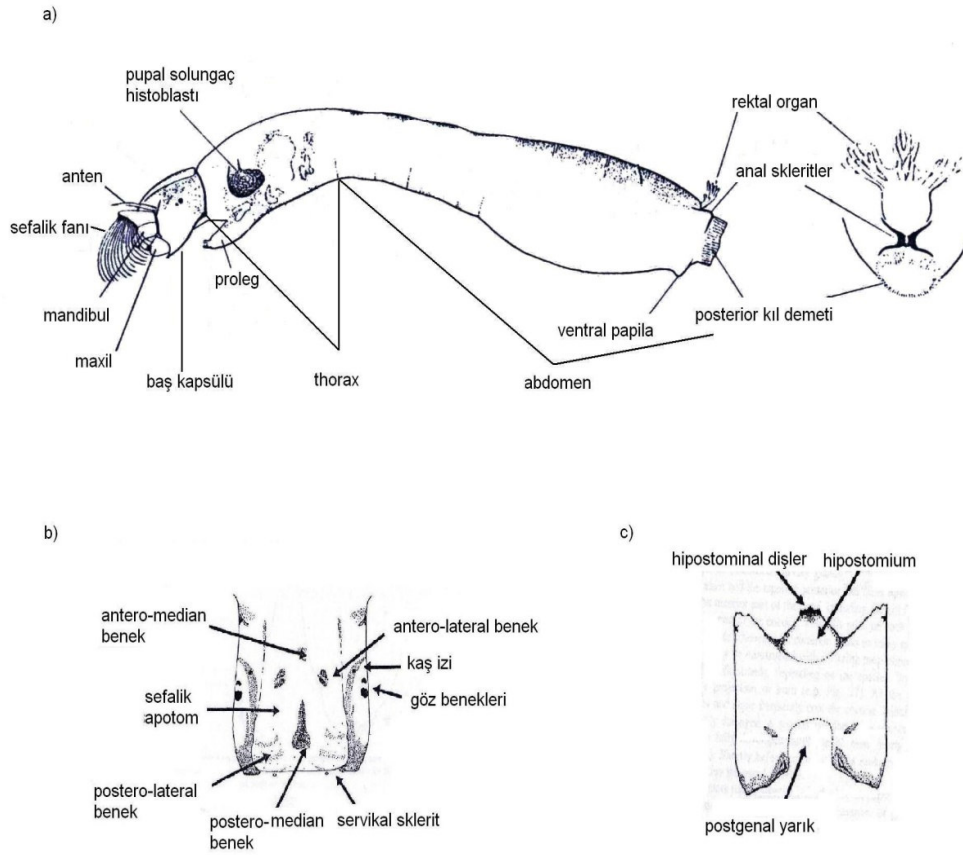 a)
pupal solungaç
histoblastı
rektal organ
anten
anal skleritler
sefalik fanı
proleg
mandibul
posterior kıl demeti
ventral papila
maxil
baş kapsülü
thorax
abdomen
b)
antero-median
benek
antero-lateral benek
kaş izi
sefalik
apotom
göz benekleri
postero-lateral
benek
postero-median
benek
servikal sklerit
c)
hipostominal dişler
hipostomium
postgenal yarık